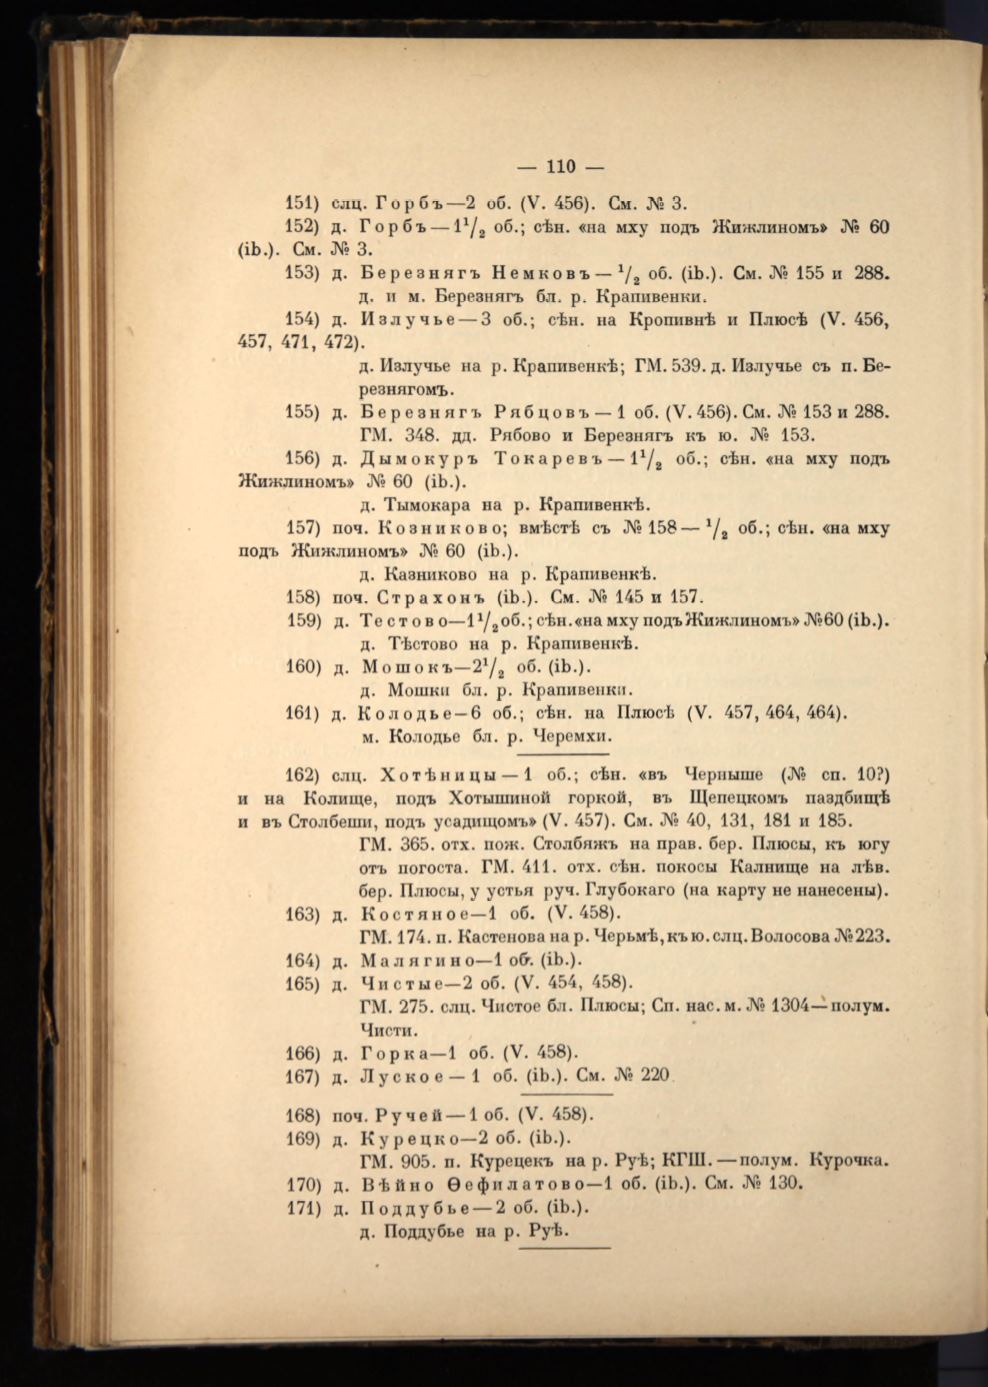 — 110 —
151) слц. Горбъ—2 об. (V. 456). См. № 3.
152) д. Горбъ—1¹/₂ об.; сѣн. «на мху подъ Жижлиномъ» № 60
(ib.). См. № 3.
153) д. Березнягъ Немковъ—¹/₂ об. (ib.). См. № 155 и 288.
д. и м. Березнягъ бл. р. Крапивенки.
154) д. Излучье—3 об.; сѣн. на Кропивнѣ и Плюсѣ (V. 456,
457, 471, 472).
д. Излучье на р. Крапивенкѣ; ГМ. 539. д. Излучье съ п. Бе-
резнягомъ.
155) д. Березнягъ Рябцовъ—1 об. (V. 456). См. № 153 и 288.
ГМ. 348. дд. Рябово и Березнягъ къ ю. № 153.
156) д. Дымокуръ Токаревъ—1¹/₂ об.; сѣн. «на мху подъ
Жижлиномъ» № 60 (ib.).
д. Тымокара на р. Крапивенкѣ.
157) поч. Козниково; вмѣстѣ съ № 158—¹/₂ об.; сѣн. «на мху
подъ Жижлиномъ» № 60 (ib.).
д. Казниково на р. Крапивенкѣ.
158) поч. Страхонъ (ib.). См. № 145 и 157.
159) д. Тестово—1¹/₂ об.; сѣн. «на мху подъ Жижлиномъ» № 60 (ib.).
д. Тѣстово на р. Крапивенкѣ.
160) д. Мошокъ—2¹/₂ об. (ib.).
д. Мошки бл. р. Крапивенки.
161) д. Колодье—6 об.; сѣн. на Плюсѣ (V. 457, 464, 464).
м. Колодье бл. р. Черемхи.
162) слц. Хотѣницы—1 об.; сѣн. «въ Черныше (№ сп. 10?)
и на Колище, подъ Хотышиной горкой, въ Щепецкомъ паздбищѣ
и въ Столбеши, подъ усадищомъ» (V. 457). См. № 40, 131, 181 и 185.
ГМ. 365. отх. пож. Столбяжъ на прав. бер. Плюсы, къ югу
отъ погоста. ГМ. 411. отх. сѣн. покосы Калнище на лѣв.
бер. Плюсы, у устья руч. Глубокаго (на карту не нанесены).
163) д. Костяное—1 об. (V. 458).
ГМ. 174. п. Кастенова на р. Черьмѣ, къ ю. слц. Волосова № 223.
164) д. Малягино—1 об. (ib.).
165) д. Чистые—2 об. (V. 454, 458).
ГМ. 275. слц. Чистое бл. Плюсы; Сп. нас. м. № 1304—полум.
Чисти.
166) д. Горка—1 об. (V. 458).
167) д. Луское—1 об. (ib.). См. № 220
168) поч. Ручей—1 об. (V. 458).
169) д. Курецко—2 об. (ib.).
ГМ. 905. п. Курецекъ на р. Руѣ; КГШ.—полум. Курочка.
170) д. Вѣйно Ѳефилатово—1 об. (ib.). См. № 130.
171) д. Поддубье—2 об. (ib.).
д. Поддубье на р. Руѣ.